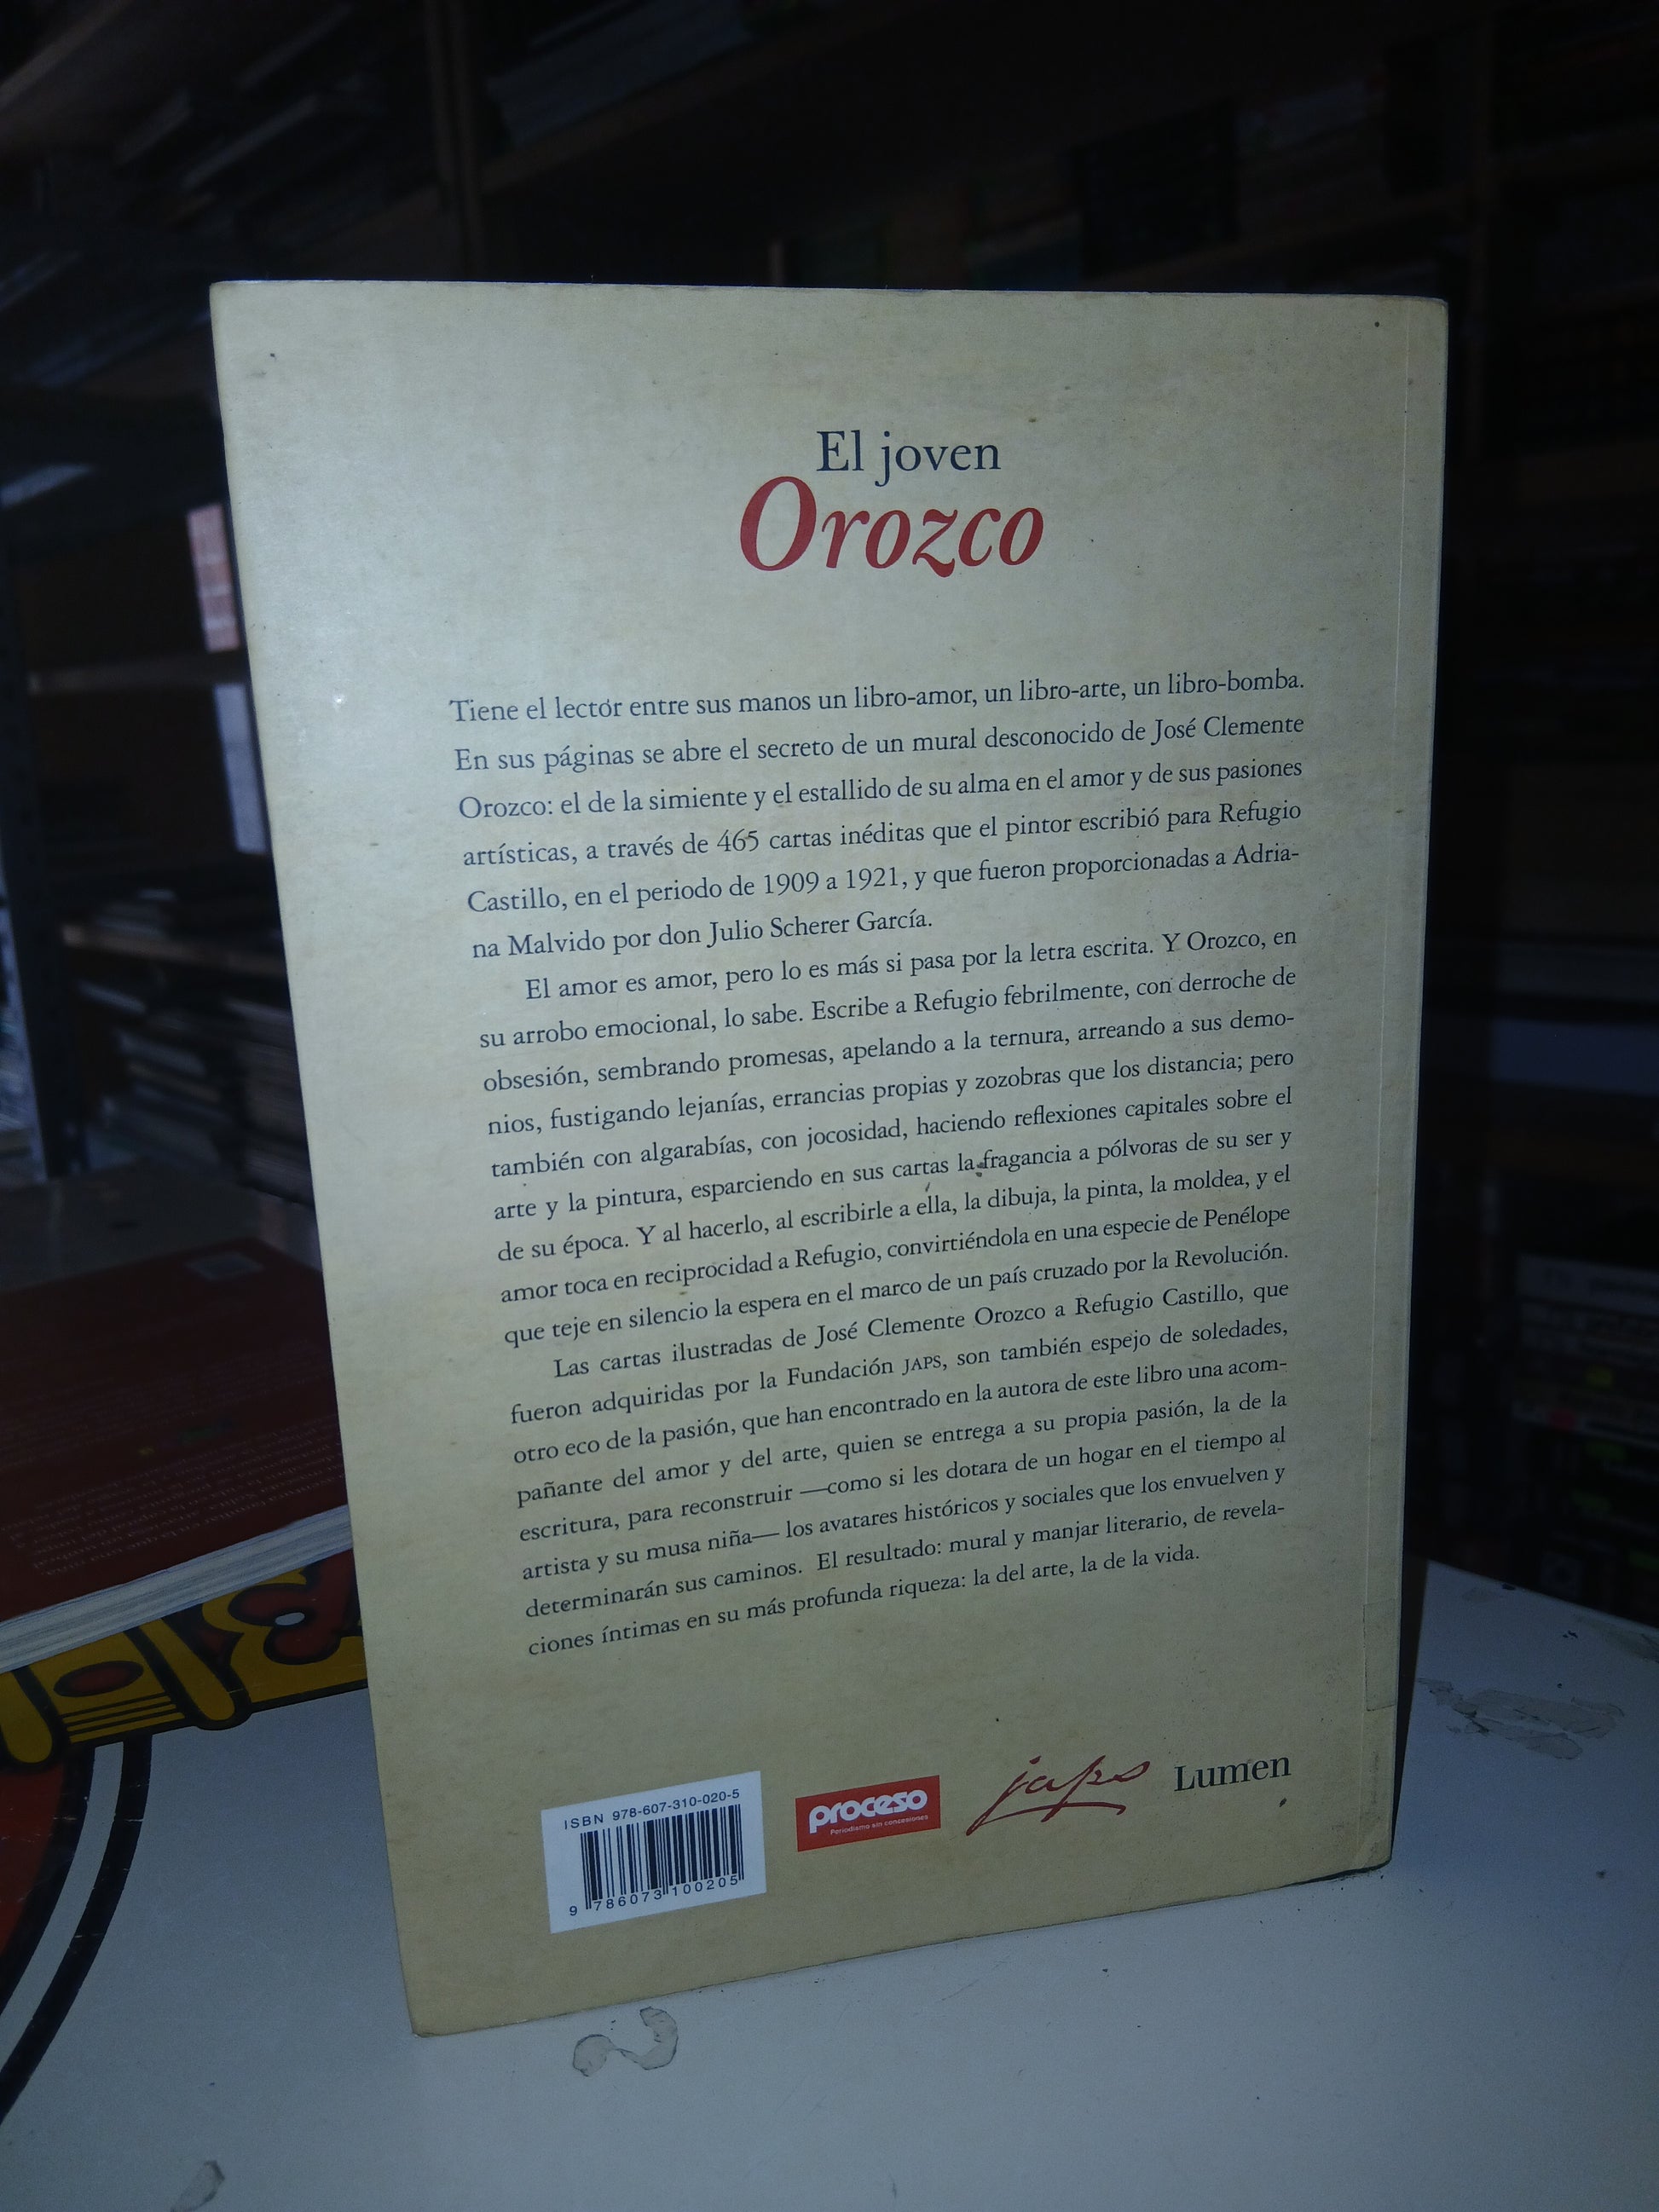 El joven
Orozco
Tiene el lector entre sus manos un libro-amor, un libro-arte, un libro-bomba.
En sus páginas se abre el secreto de un mural desconocido de José Clemente
Orozco: el de la simiente y el estallido de su alma en el amor y de sus pasiones
artísticas, a través de 465 cartas inéditas que el pintor escribió para Refugio
Castillo, en el periodo de 1909 a 1921, y que fueron proporcionadas a Adria-
na Malvido por don Julio Scherer García.
El amor es amor, pero lo es más si pasa por la letra escrita. Y Orozco, en
su arrobo emocional, lo sabe. Escribe a Refugio febrilmente, con derroche de
obsesión, sembrando promesas, apelando a la ternura, arreando a sus demo-
nios, fustigando lejanías, errancias propias y zozobras que los distancia; pero
también con algarabías, con jocosidad, haciendo reflexiones capitales sobre el
arte y la pintura, esparciendo en sus cartas la fragancia a pólvoras de su ser y
de su época. Y al hacerlo, al escribirle a ella, la dibuja, la pinta, la moldea, y el
amor toca en reciprocidad a Refugio, convirtiéndola en una especie de Penélope
que teje en silencio la espera en el marco de un país cruzado por la Revolución.
Las cartas ilustradas de José Clemente Orozco a Refugio Castillo, que
fueron adquiridas por la Fundación JAPS, son también espejo de soledades,
otro eco de la pasión, que han encontrado en la autora de este libro una acom-
pañante del amor y del arte, quien se entrega a su propia pasión, la de la
escritura, para reconstruir —como si les dotara de un hogar en el tiempo al
artista y su musa niña— los avatares históricos y sociales que los envuelven y
determinarán sus caminos. El resultado: mural y manjar literario, de revela-
ciones íntimas en su más profunda riqueza: la del arte, la de la vida.
ISBN 978-607-310-020-5
9 786073 100205
proceso
Periodismo sin concesiones
japs
Lumen